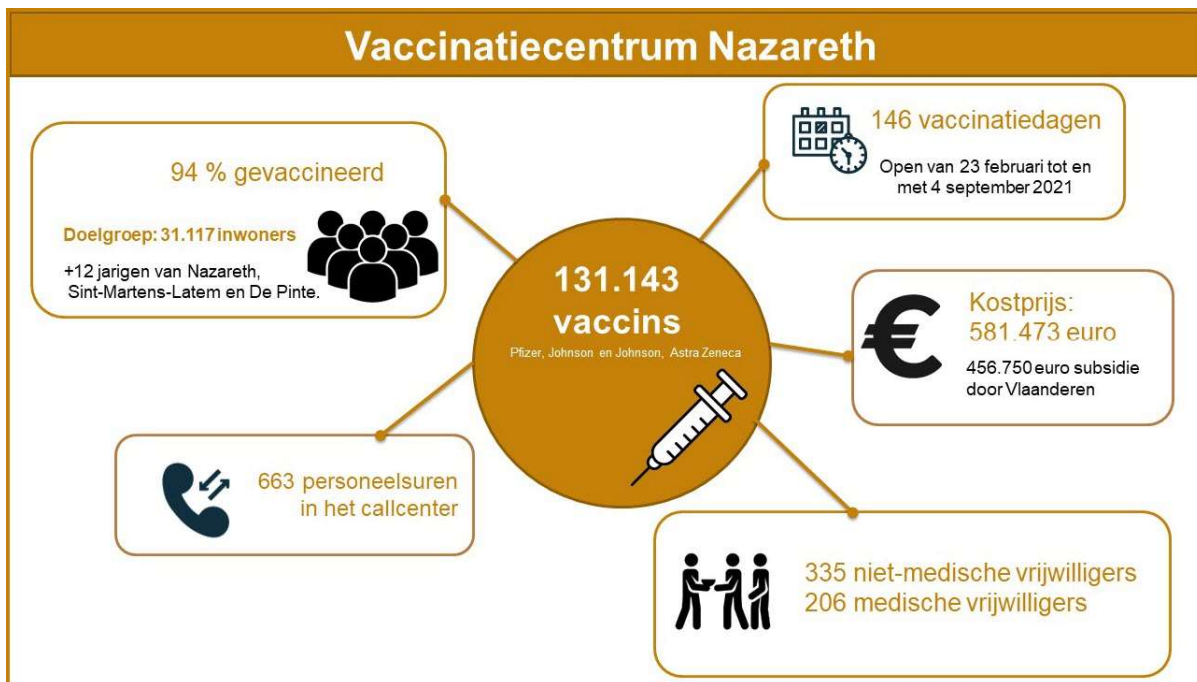 Vaccinatiecentrum Nazareth
94 % gevaccineerd
Doelgroep: 31.117 inwoners
+12 jarigen van Nazareth,
Sint-Martens-Latem en De Pinte.
146 vaccinatiedagen
Open van 23 februari tot en
met 4 september 2021
131.143
vaccins
Pfizer, Johnson en Johnson, Astra Zeneca
Kostprijs:
581.473 euro
456.750 euro subsidie
door Vlaanderen
663 personeelsuren
in het callcenter
335 niet-medische vrijwilligers
206 medische vrijwilligers